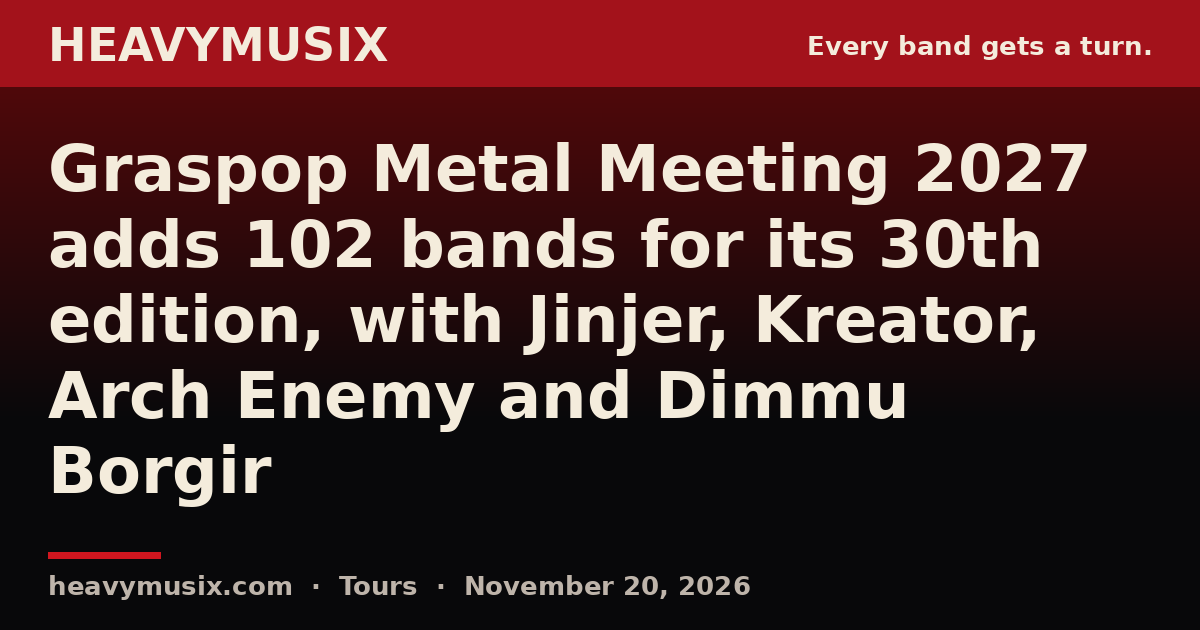 HEAVYMUSIX
Every band gets a turn.
Graspop Metal Meeting 2027
adds 102 bands for its 30th
edition, with Jinjer, Kreator,
Arch Enemy and Dimmu
Borgir
heavymusix.com · Tours · November 20, 2026